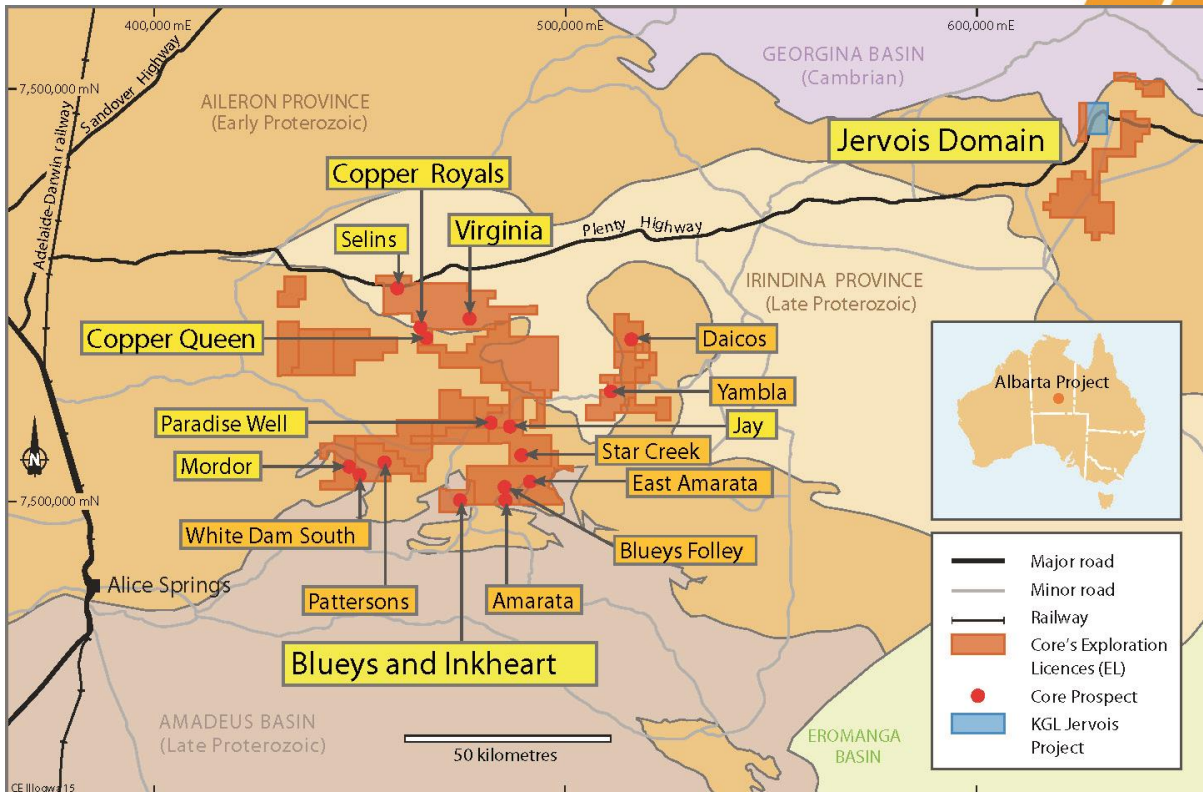 400,000 mE
500,000 mE
600,000 mE
7,500,000 mN
Sandover Highway
Adelaide-Darwin railway
AILERON PROVINCE
(Early Proterozoic)
GEORGINA BASIN
(Cambrian)
Jervois Domain
Copper Royals
Selins
Virginia
Plenty Highway
IRINDINA PROVINCE
(Late Proterozoic)
Copper Queen
Daicos
Yambla
Albarta Project
Paradise Well
Jay
Mordor
Star Creek
East Amarata
N
7,500,000 mN
White Dam South
Blueys Folley
Alice Springs
Pattersons
Amarata
Blueys and Inkheart
AMADEUS BASIN
(Late Proterozoic)
50 kilometres
EROMANGA
BASIN
Major road
Minor road
Railway
Core's Exploration
Licences (EL)
Core Prospect
KGL Jervois
Project
CE Illogwa 15